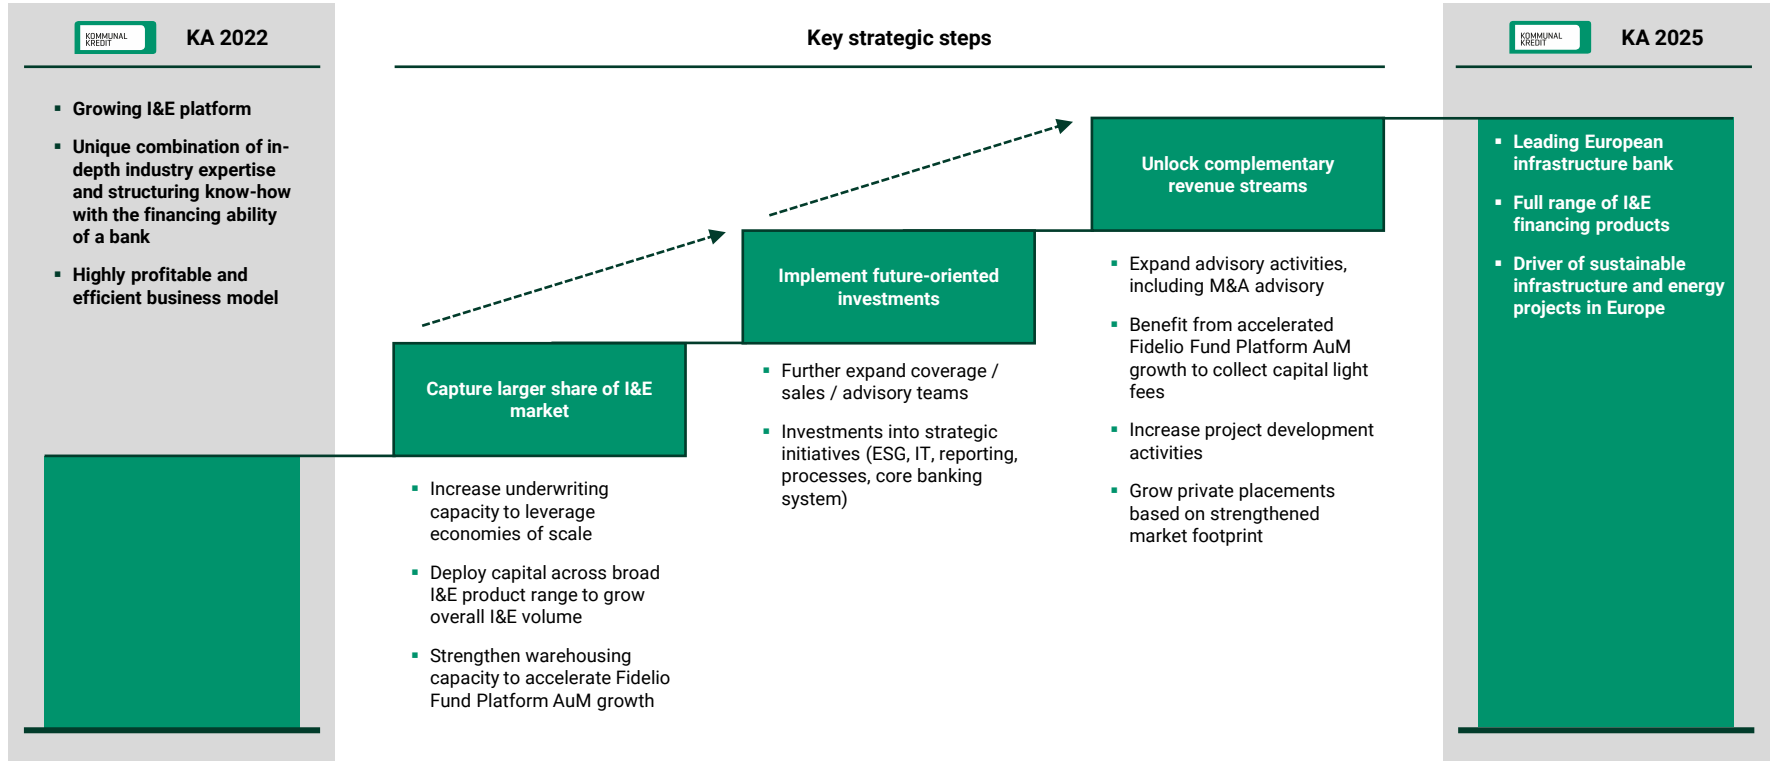 KOMMUNAL
KREDIT
KA 2022
Growing I&E platform
Unique combination of in-
depth industry expertise
and structuring know-how
with the financing ability
of a bank
Highly profitable and
efficient business model
Key strategic steps
Capture larger share of I&E
market
Increase underwriting
capacity to leverage
economies of scale
Deploy capital across broad
I&E product range to grow
overall I&E volume
Strengthen warehousing
capacity to accelerate Fidelio
Fund Platform AuM growth
Implement future-oriented
investments
Further expand coverage /
sales / advisory teams
Investments into strategic
initiatives (ESG, IT, reporting,
processes, core banking
system)
Unlock complementary
revenue streams
Expand advisory activities,
including M&A advisory
Benefit from accelerated
Fidelio Fund Platform AuM
growth to collect capital light
fees
Increase project development
activities
Grow private placements
based on strengthened
market footprint
KOMMUNAL
KREDIT
KA 2025
Leading European
infrastructure bank
Full range of I&E
financing products
Driver of sustainable
infrastructure and energy
projects in Europe